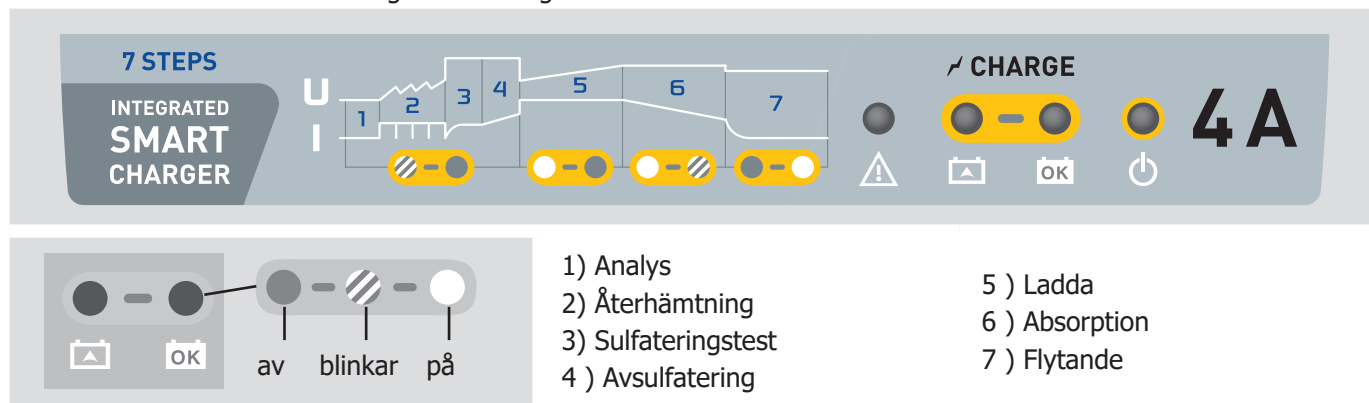 7 STEPS
INTEGRATED
SMART
CHARGER
U
I
1
2
3
4
5
6
7
CHARGE
OK
4 A
OK
av blinkar på
1) Analys
2) Återhämtning
3) Sulfateringstest
4 ) Avsulfatering
5 ) Ladda
6 ) Absorption
7 ) Flytande